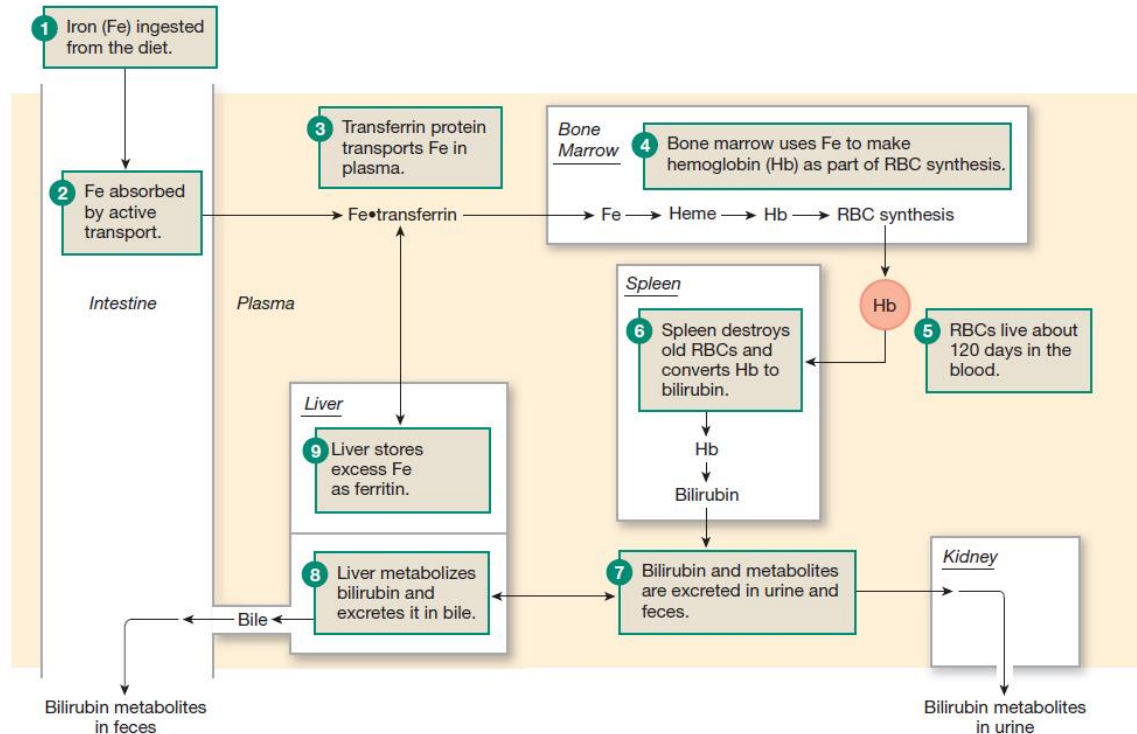 1 Iron (Fe) ingested
from the diet.
2 Fe absorbed
by active
transport.
3 Transferrin protein
transports Fe in
plasma.
Bone
Marrow
4 Bone marrow uses Fe to make
hemoglobin (Hb) as part of RBC synthesis.
Fe•transferrin
Fe
Heme
Hb
RBC synthesis
Intestine
Plasma
Hb
5 RBCs live about
120 days in the
blood.
Spleen
6 Spleen destroys
old RBCs and
converts Hb to
bilirubin.
Hb
Bilirubin
Liver
9 Liver stores
excess Fe
as ferritin.
8 Liver metabolizes
bilirubin and
excretes it in bile.
7 Bilirubin and metabolites
are excreted in urine and
feces.
Kidney
Bile
Bilirubin metabolites
in feces
Bilirubin metabolites
in urine